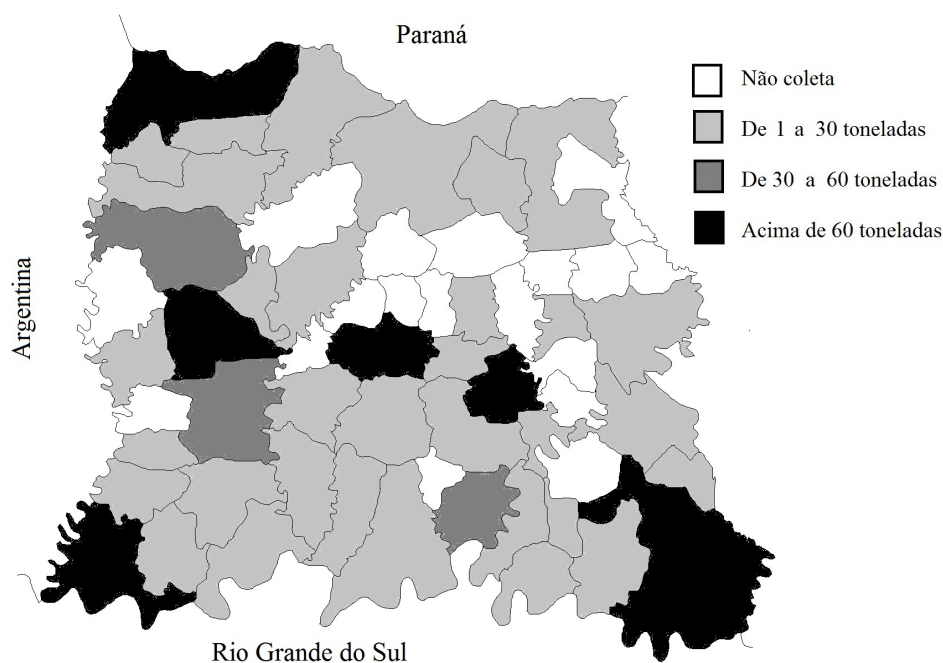 Paraná
Não coleta
De 1 a 30 toneladas
De 30 a 60 toneladas
Acima de 60 toneladas
Argentina
Rio Grande do Sul